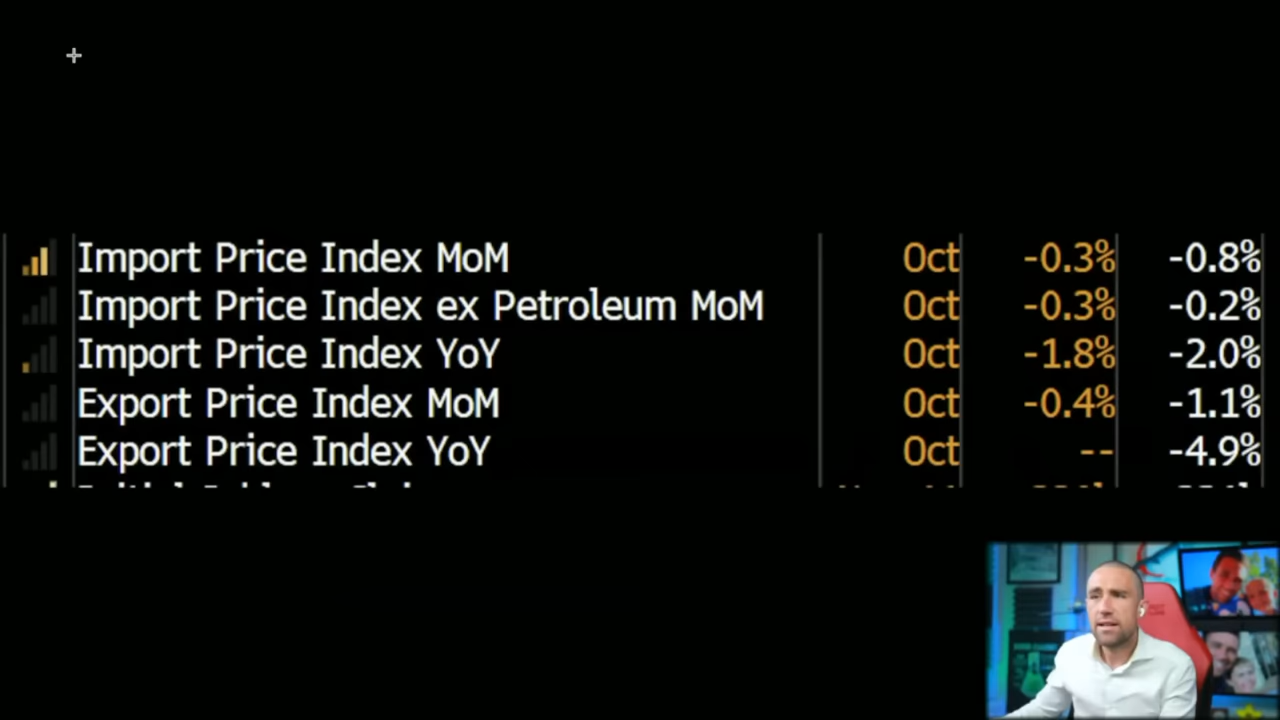 Import Price Index MoM Oct -0.3% -0.8%
Import Price Index ex Petroleum MoM Oct -0.3% -0.2%
Import Price Index YoY Oct -1.8% -2.0%
Export Price Index MoM Oct -0.4% -1.1%
Export Price Index YoY Oct -- -4.9%